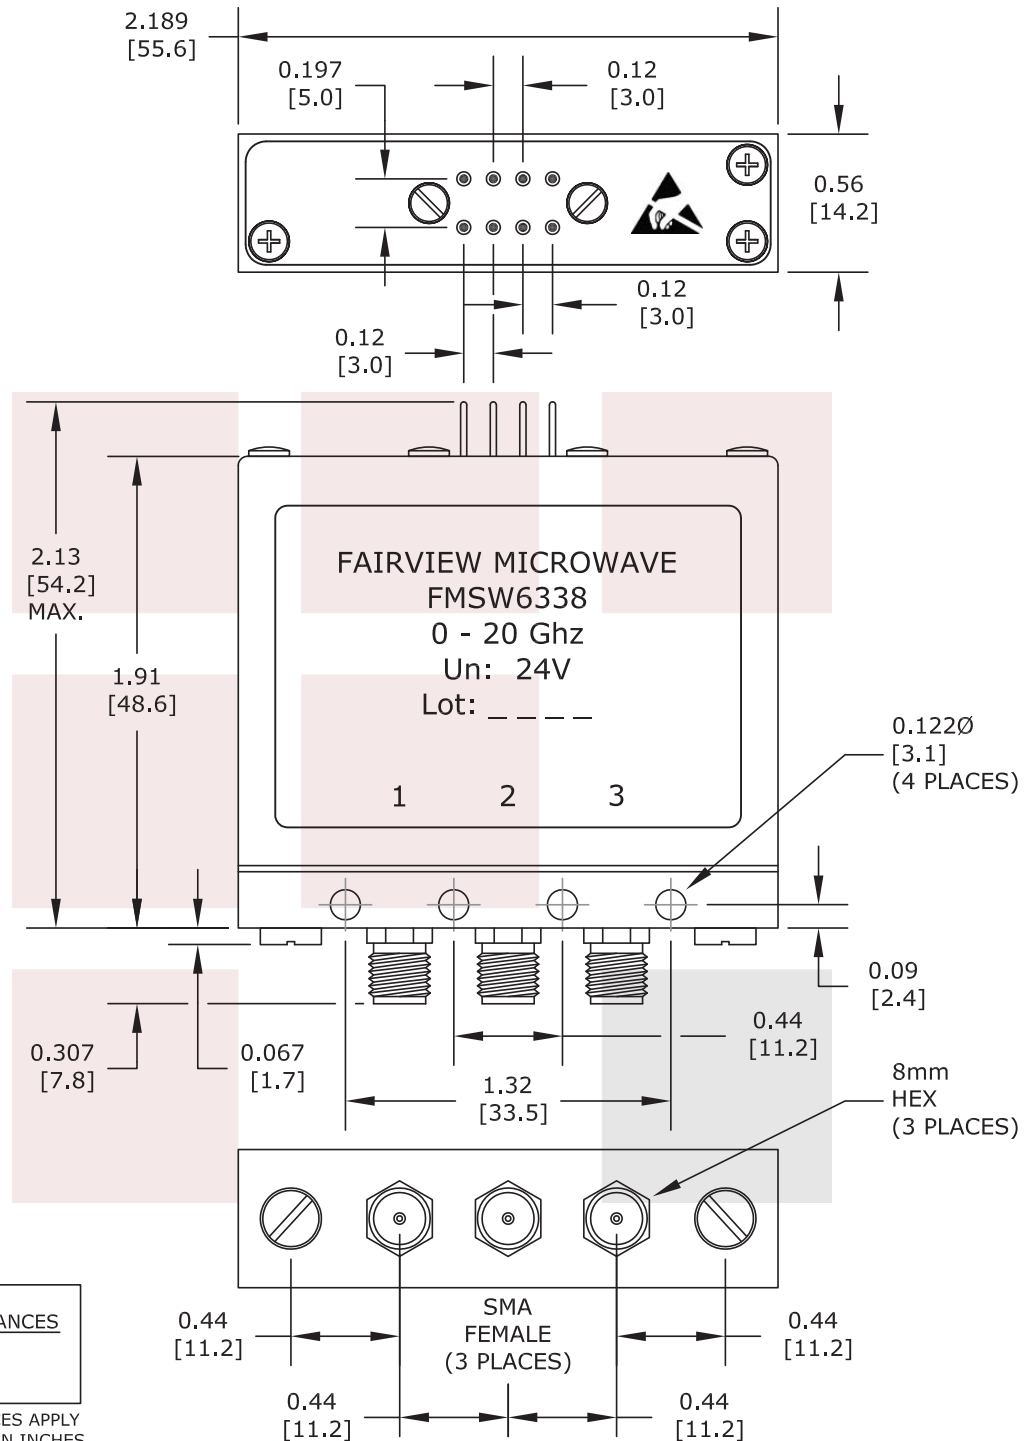 2.189
[55.6]
0.197
[5.0]
0.12
[3.0]
0.56
[14.2]
0.12
[3.0]
0.12
[3.0]
2.13
[54.2]
MAX.
1.91
[48.6]
FAIRVIEW MICROWAVE
FMSW6338
0 - 20 Ghz
Un: 24V
Lot: _ _ _ _
1 2 3
0.122Ø
[3.1]
(4 PLACES)
0.09
[2.4]
0.307
[7.8]
0.067
[1.7]
0.44
[11.2]
1.32
[33.5]
8mm
HEX
(3 PLACES)
ANCES
SMA
FEMALE
(3 PLACES)
0.44
[11.2]
0.44
[11.2]
0.44
[11.2]
0.44
[11.2]
CES APPLY
N INCHES